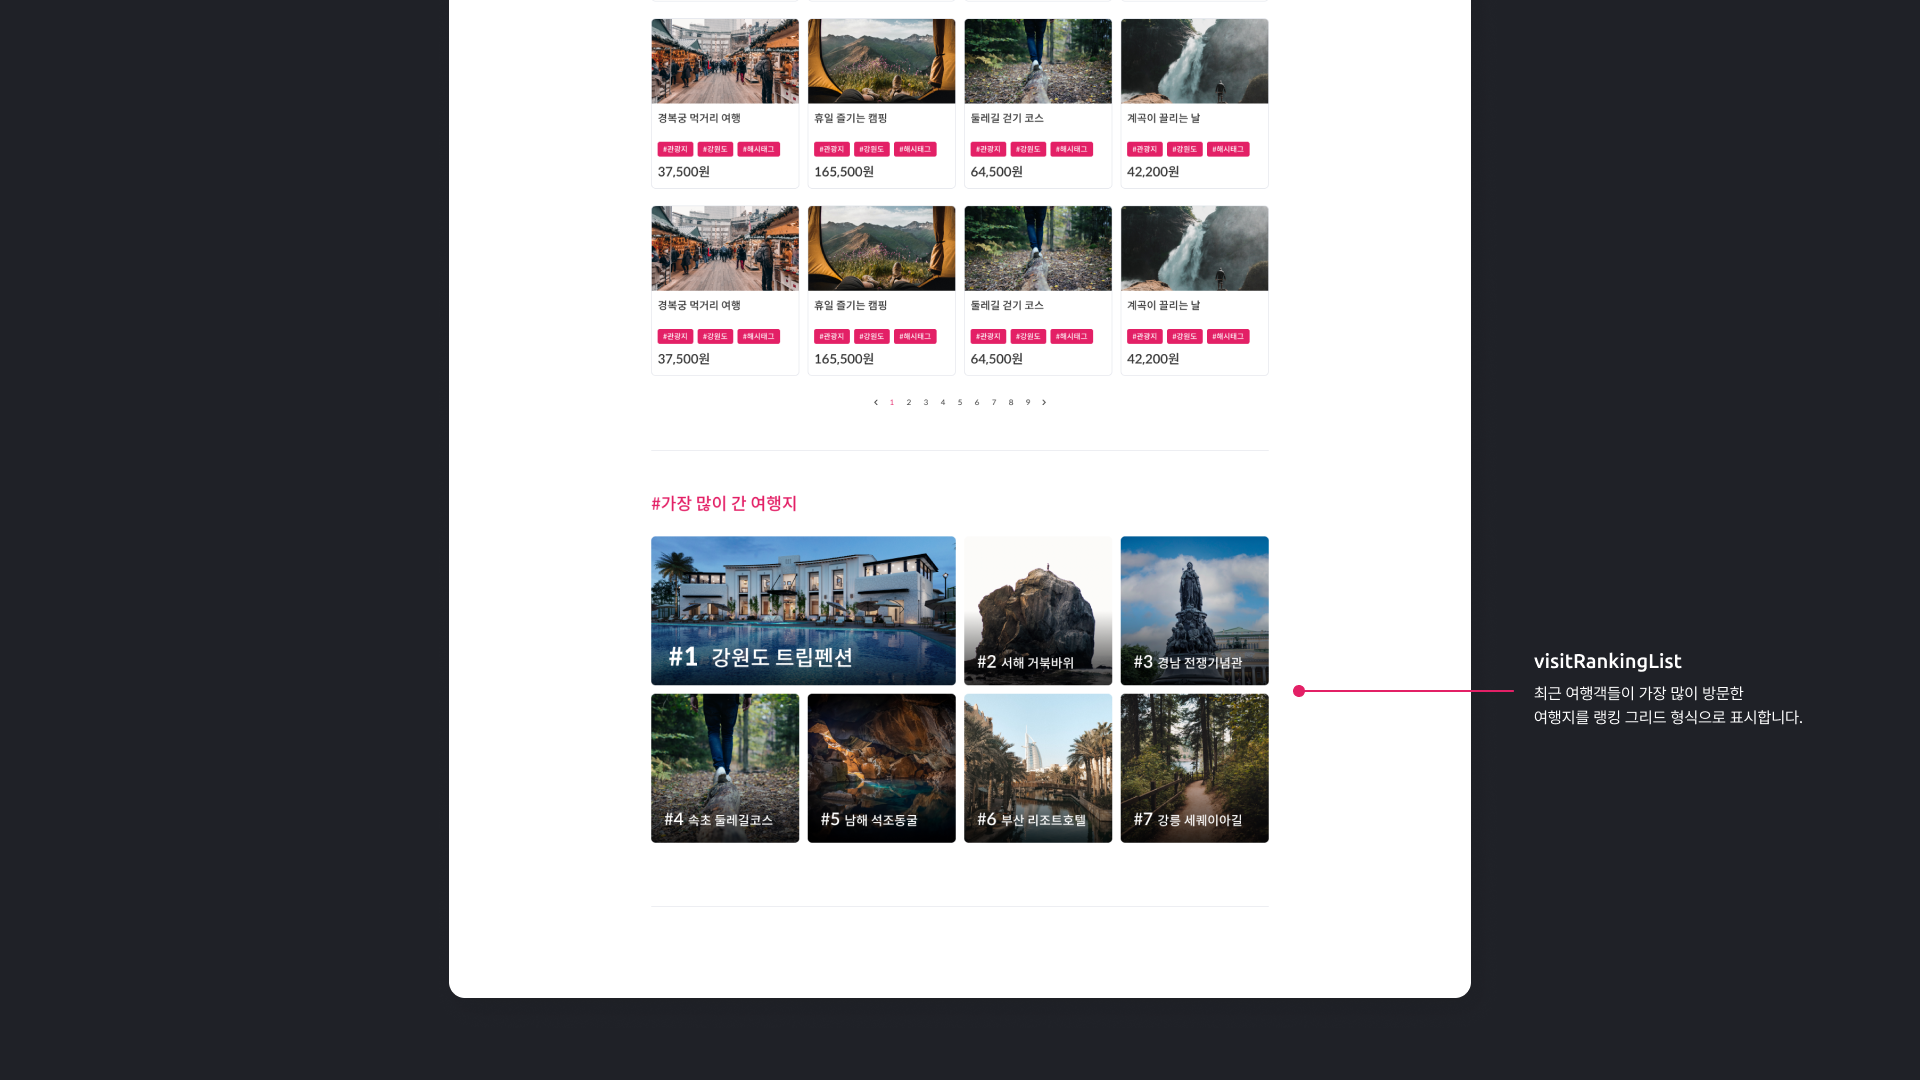 경복궁 먹거리 여행
#관광지 #강원도 #해시태그
37,500원
휴일 즐기는 캠핑
#관광지 #강원도 #해시태그
165,500원
둘레길 걷기 코스
#관광지 #강원도 #해시태그
64,500원
계곡이 끌리는 날
#관광지 #강원도 #해시태그
42,200원
경복궁 먹거리 여행
#관광지 #강원도 #해시태그
37,500원
휴일 즐기는 캠핑
#관광지 #강원도 #해시태그
165,500원
둘레길 걷기 코스
#관광지 #강원도 #해시태그
64,500원
계곡이 끌리는 날
#관광지 #강원도 #해시태그
42,200원
1 2 3 4 5 6 7 8 9
#가장 많이 간 여행지
#1 강원도 트립펜션
#2 서해 거북바위
#3 경남 전쟁기념관
#4 속초 둘레길코스
#5 남해 석조동굴
#6 부산 리조트호텔
#7 강릉 세퀘이아길
visitRankingList
최근 여행객들이 가장 많이 방문한
여행지를 랭킹 그리드 형식으로 표시합니다.